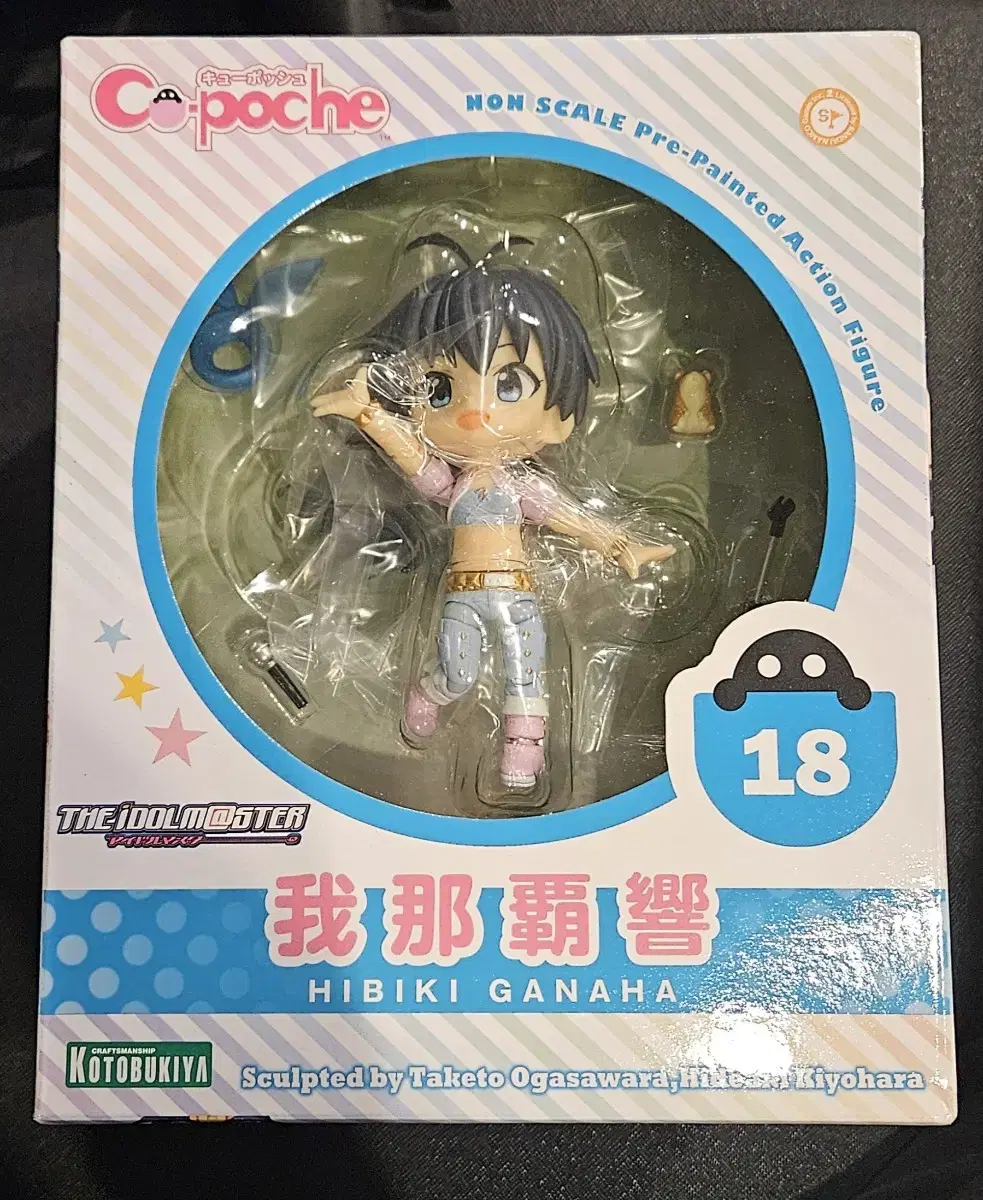 キューポッシュ
Cu-poche
TM
NON SCALE Pre-Painted Action Figure
18
THE iDOLM@STER
アイドルマスター
我那覇響
HIBIKI GANAHA
CRAFTSMANSHIP
KOTOBUKIYA
Sculpted by Taketo Ogasawara, Kiyohara